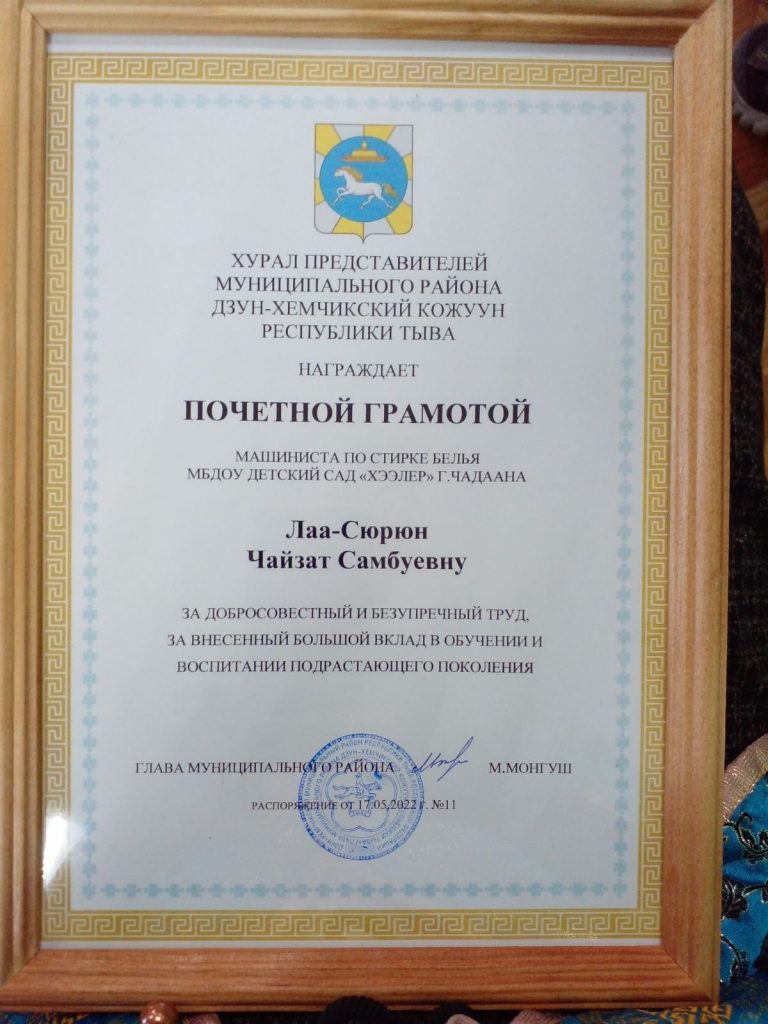 ХУРАЛ ПРЕДСТАВИТЕЛЕЙ
МУНИЦИПАЛЬНОГО РАЙОНА
ДЗУН-ХЕМЧИКСКИЙ КОЖУУН
РЕСПУБЛИКИ ТЫВА
НАГРАЖДАЕТ
ПОЧЕТНОЙ ГРАМОТОЙ
МАШИНИСТА ПО СТИРКЕ БЕЛЬЯ
МБДОУ ДЕТСКИЙ САД «ХЭЭЛЕР» Г.ЧАДААНА
Лаа-Сюрюн
Чайзат Самбуевну
ЗА ДОБРОСОВЕСТНЫЙ И БЕЗУПРЕЧНЫЙ ТРУД,
ЗА ВНЕСЕННЫЙ БОЛЬШОЙ ВКЛАД В ОБУЧЕНИИ И
ВОСПИТАНИИ ПОДРАСТАЮЩЕГО ПОКОЛЕНИЯ
ГЛАВА МУНИЦИПАЛЬНОГО РАЙОНА М.МОНГУШ
РАСПОРЯЖЕНИЕ ОТ 17.05.2022 г. №11